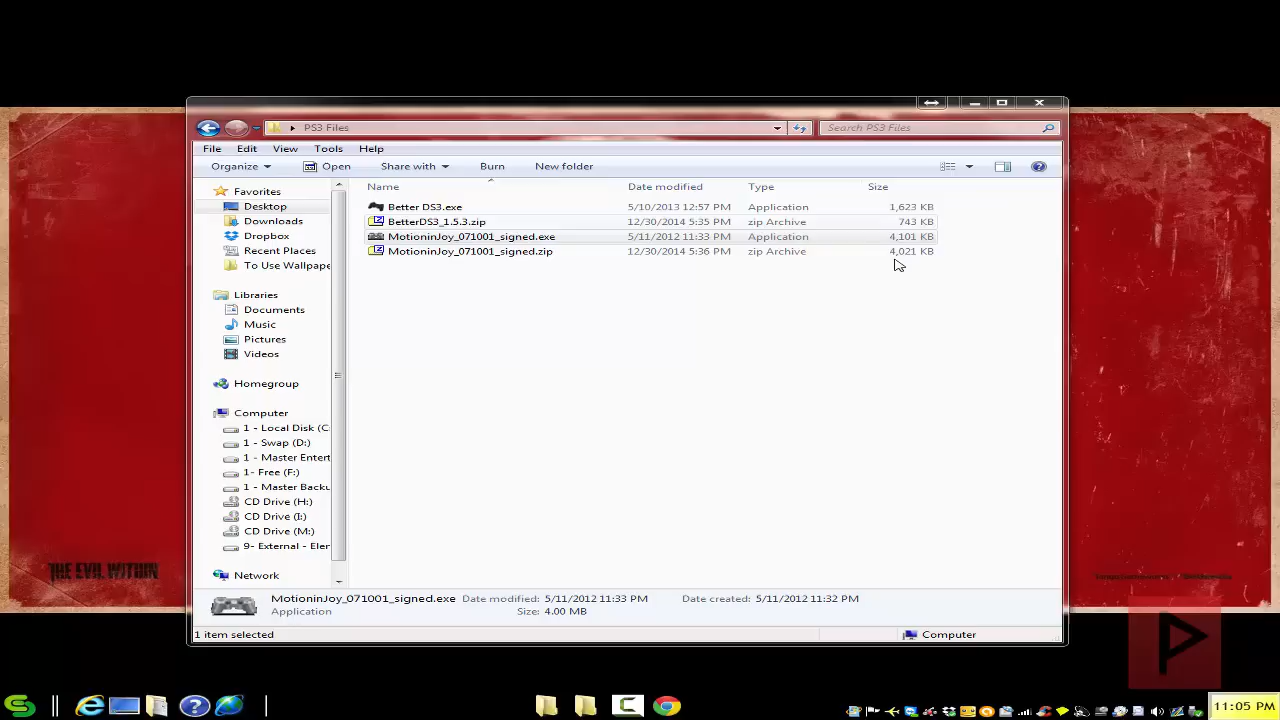 PS3 Files
Search PS3 Files
File Edit View Tools Help
Organize Open Share with Burn New folder
Name Date modified Type Size
Favorites
Desktop
Downloads
Dropbox
Recent Places
To Use Wallpape
Libraries
Documents
Music
Pictures
Videos
Homegroup
Computer
1 - Local Disk (C:
1 - Swap (D:)
1 - Master Entert
1- Free (F:)
1 - Master Backu
CD Drive (H:)
CD Drive (I:)
CD Drive (M:)
9- External - Eler
Network
Better DS3.exe 5/10/2013 12:57 PM Application 1,623 KB
BetterDS3_1.5.3.zip 12/30/2014 5:35 PM zip Archive 743 KB
MotioninJoy_071001_signed.exe 5/11/2012 11:33 PM Application 4,101 KB
MotioninJoy_071001_signed.zip 12/30/2014 5:36 PM zip Archive 4,021 KB
MotioninJoy_071001_signed.exe Date modified: 5/11/2012 11:33 PM Date created: 5/11/2012 11:32 PM
Application Size: 4.00 MB
1 item selected Computer
THE EVIL WITHIN
P
11:05 PM